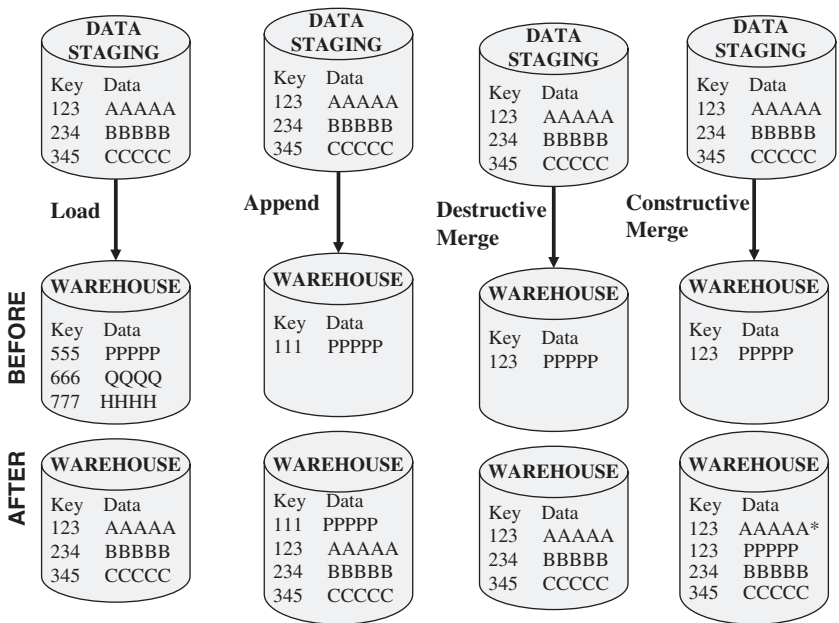 DATA
STAGING
Key Data
123 AAAAA
234 BBBBB
345 CCCCC
DATA
STAGING
Key Data
123 AAAAA
234 BBBBB
345 CCCCC
DATA
STAGING
Key Data
123 AAAAA
234 BBBBB
345 CCCCC
DATA
STAGING
Key Data
123 AAAAA
234 BBBBB
345 CCCCC
Load
Append
Destructive
Merge
Constructive
Merge
BEFORE
WAREHOUSE
Key Data
555 PPPPP
666 QQQQ
777 HHHH
WAREHOUSE
Key Data
111 PPPPP
WAREHOUSE
Key Data
123 PPPPP
WAREHOUSE
Key Data
123 PPPPP
AFTER
WAREHOUSE
Key Data
123 AAAAA
234 BBBBB
345 CCCCC
WAREHOUSE
Key Data
111 PPPPP
123 AAAAA
234 BBBBB
345 CCCCC
WAREHOUSE
Key Data
123 AAAAA
234 BBBBB
345 CCCCC
WAREHOUSE
Key Data
123 AAAAA*
123 PPPPP
234 BBBBB
345 CCCCC